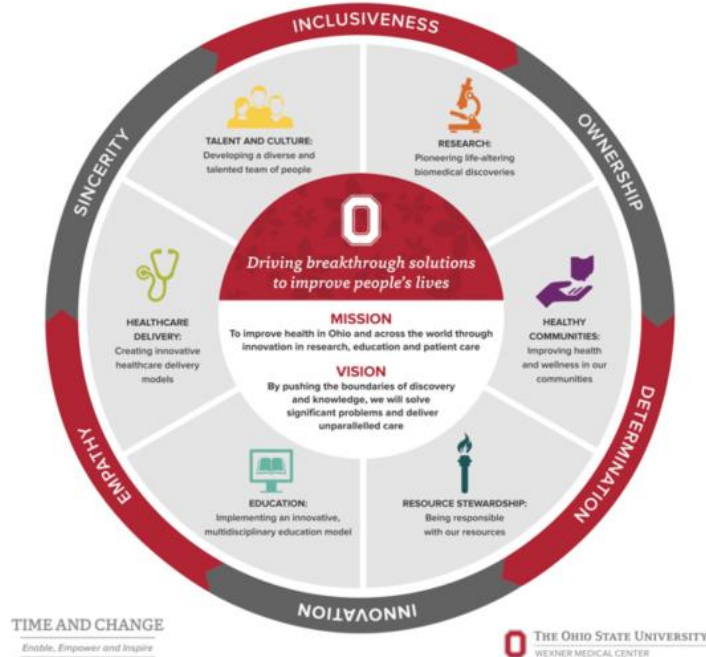 INCLUSIVENESS
OWNERSHIP
DETERMINATION
INNOVATION
EMPATHY
SINCERITY
TALENT AND CULTURE:
Developing a diverse and
talented team of people
RESEARCH:
Pioneering life-altering
biomedical discoveries
HEALTHY
COMMUNITIES:
Improving health
and wellness in our
communities
RESOURCE STEWARDSHIP:
Being responsible
with our resources
EDUCATION:
Implementing an innovative,
multidisciplinary education model
HEALTHCARE
DELIVERY:
Creating innovative
healthcare delivery
models
O
Driving breakthrough solutions
to improve people's lives
MISSION
To improve health in Ohio and across the world through
innovation in research, education and patient care
VISION
By pushing the boundaries of discovery
and knowledge, we will solve
significant problems and deliver
unparallelled care
TIME AND CHANGE
Enable, Empower and Inspire
THE OHIO STATE UNIVERSITY
WEXNER MEDICAL CENTER